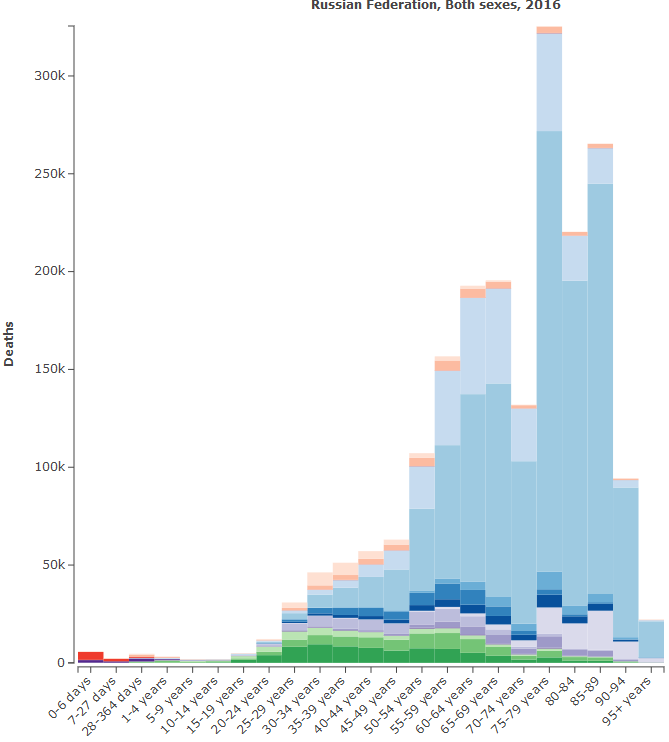 Russian Federation, Both sexes, 2016
300k
250k
200k
150k
100k
50k
0
Deaths
0-6 days
7-27 days
28-364 days
1-4 years
5-9 years
10-14 years
15-19 years
20-24 years
25-29 years
30-34 years
35-39 years
40-44 years
45-49 years
50-54 years
55-59 years
60-64 years
65-69 years
70-74 years
75-79 years
80-84
85-89
90-94
95+ years